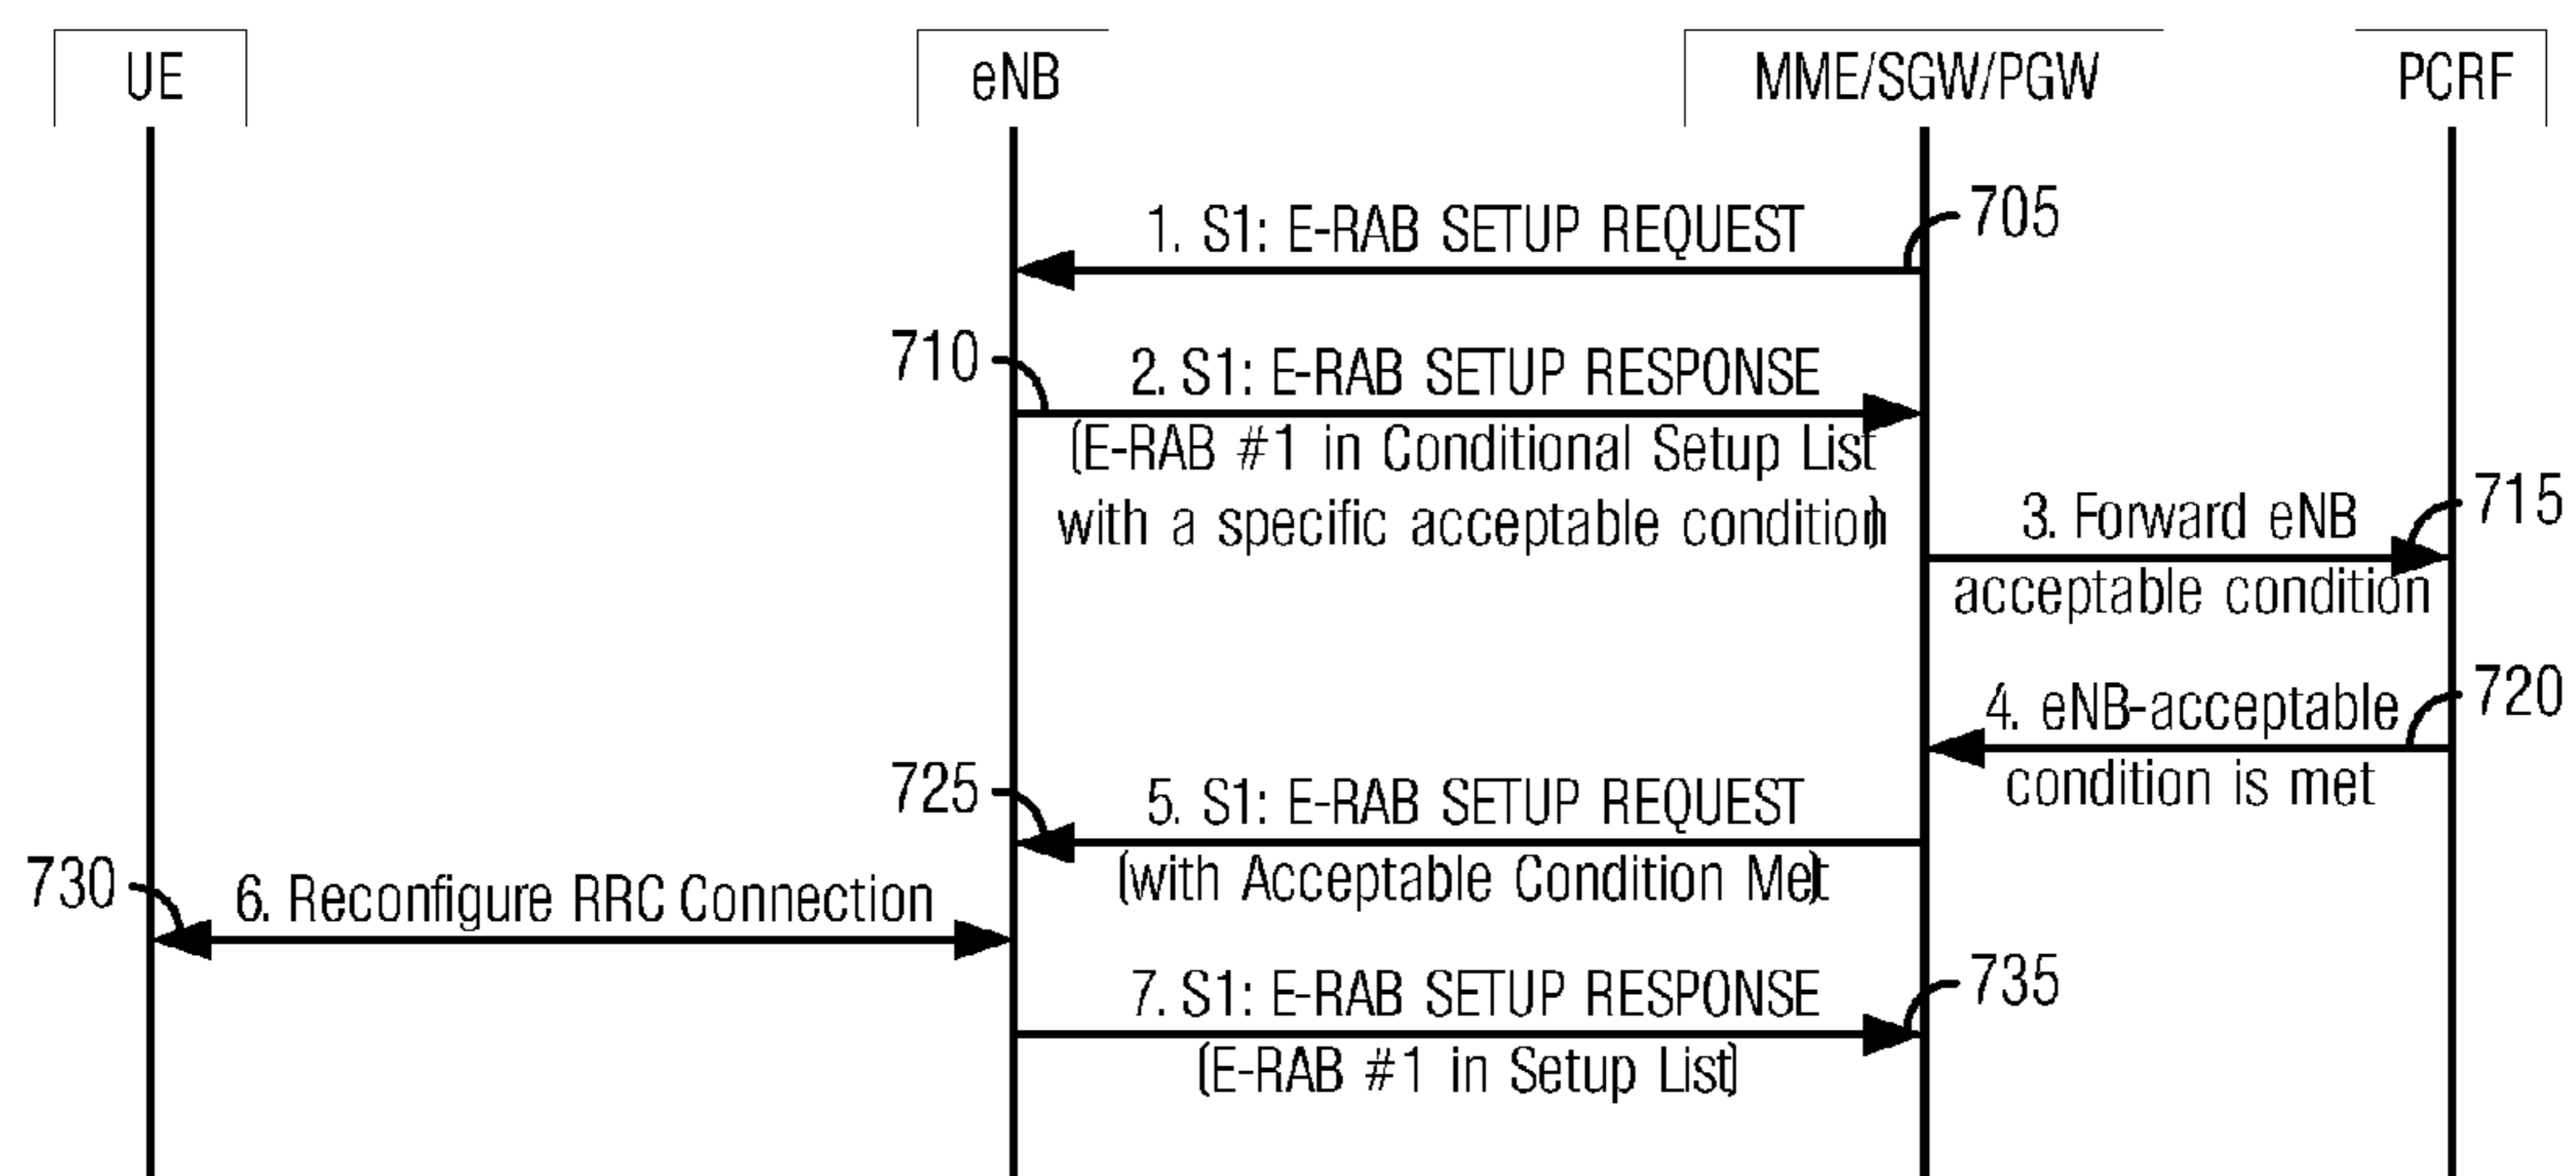 UE
eNB
MME/SGW/PGW
PCRF
1. S1: E-RAB SETUP REQUEST
705
710
2. S1: E-RAB SETUP RESPONSE
(E-RAB #1 in Conditional Setup List
with a specific acceptable condition)
3. Forward eNB
acceptable condition
715
4. eNB-acceptable
condition is met
720
725
5. S1: E-RAB SETUP REQUEST
(with Acceptable Condition Met)
730
6. Reconfigure RRC Connection
7. S1: E-RAB SETUP RESPONSE
(E-RAB #1 in Setup List)
735